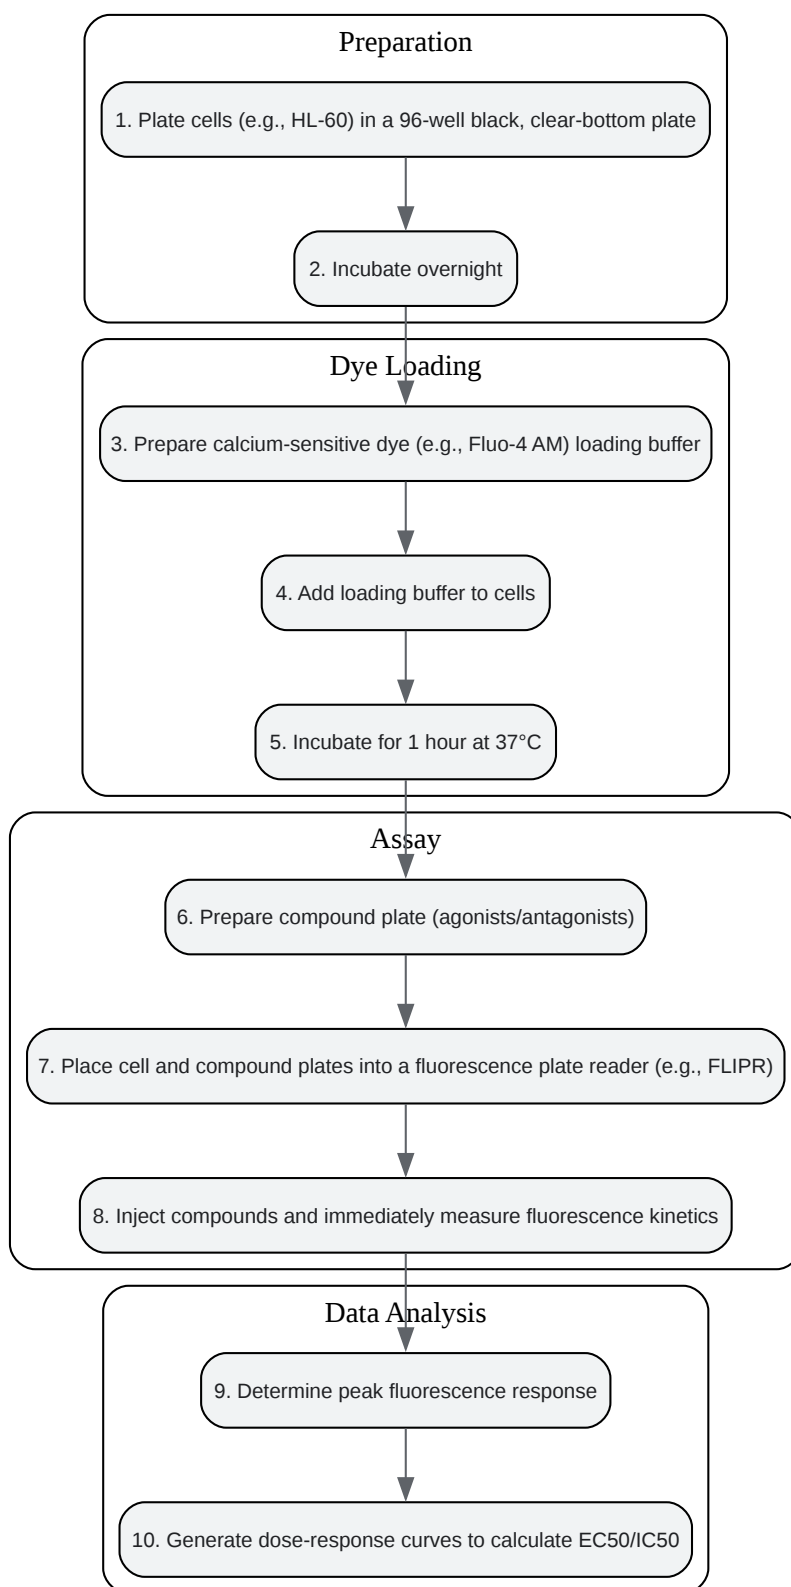 Preparation
1. Plate cells (e.g., HL-60) in a 96-well black, clear-bottom plate
2. Incubate overnight
Dye Loading
3. Prepare calcium-sensitive dye (e.g., Fluo-4 AM) loading buffer
4. Add loading buffer to cells
5. Incubate for 1 hour at 37°C
Assay
6. Prepare compound plate (agonists/antagonists)
7. Place cell and compound plates into a fluorescence plate reader (e.g., FLIPR)
8. Inject compounds and immediately measure fluorescence kinetics
Data Analysis
9. Determine peak fluorescence response
10. Generate dose-response curves to calculate EC50/IC50